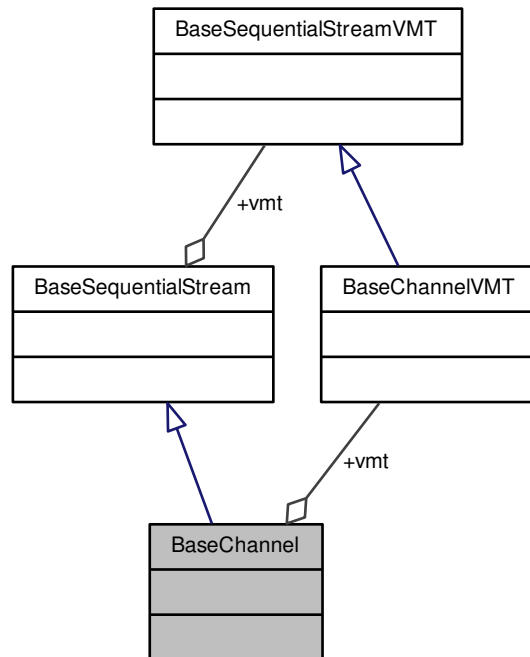 BaseSequentialStreamVMT
+vmt
BaseSequentialStream
BaseChannelVMT
+vmt
BaseChannel